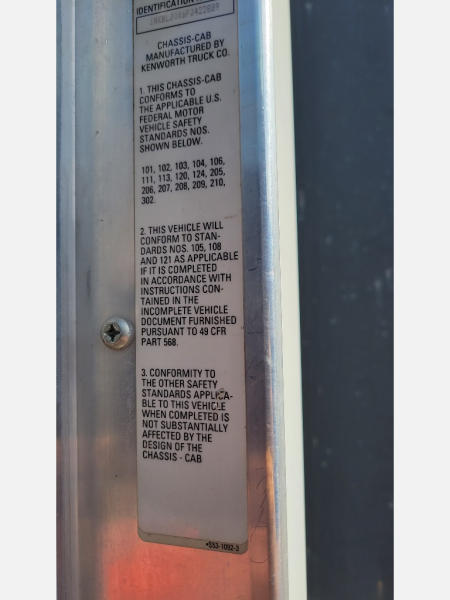 IDENTIFICATION
CHASSIS-CAB
MANUFACTURED BY
KENWORTH TRUCK CO.
1. THIS CHASSIS-CAB
CONFORMS TO
THE APPLICABLE U.S.
FEDERAL MOTOR
VEHICLE SAFETY
STANDARDS NOS.
SHOWN BELOW.
101, 102, 103, 104, 106,
111, 113, 120, 124, 205,
206, 207, 208, 209, 210,
302.
2. THIS VEHICLE WILL
CONFORM TO STAN-
DARDS NOS. 105, 108
AND 121 AS APPLICABLE
IF IT IS COMPLETED
IN ACCORDANCE WITH
INSTRUCTIONS CON-
TAINED IN THE
INCOMPLETE VEHICLE
DOCUMENT FURNISHED
PURSUANT TO 49 CFR
PART 568.
3. CONFORMITY TO
THE OTHER SAFETY
STANDARDS APPLICA-
BLE TO THIS VEHICLE
WHEN COMPLETED IS
NOT SUBSTANTIALLY
AFFECTED BY THE
DESIGN OF THE
CHASSIS - CAB
•S53-1092-3